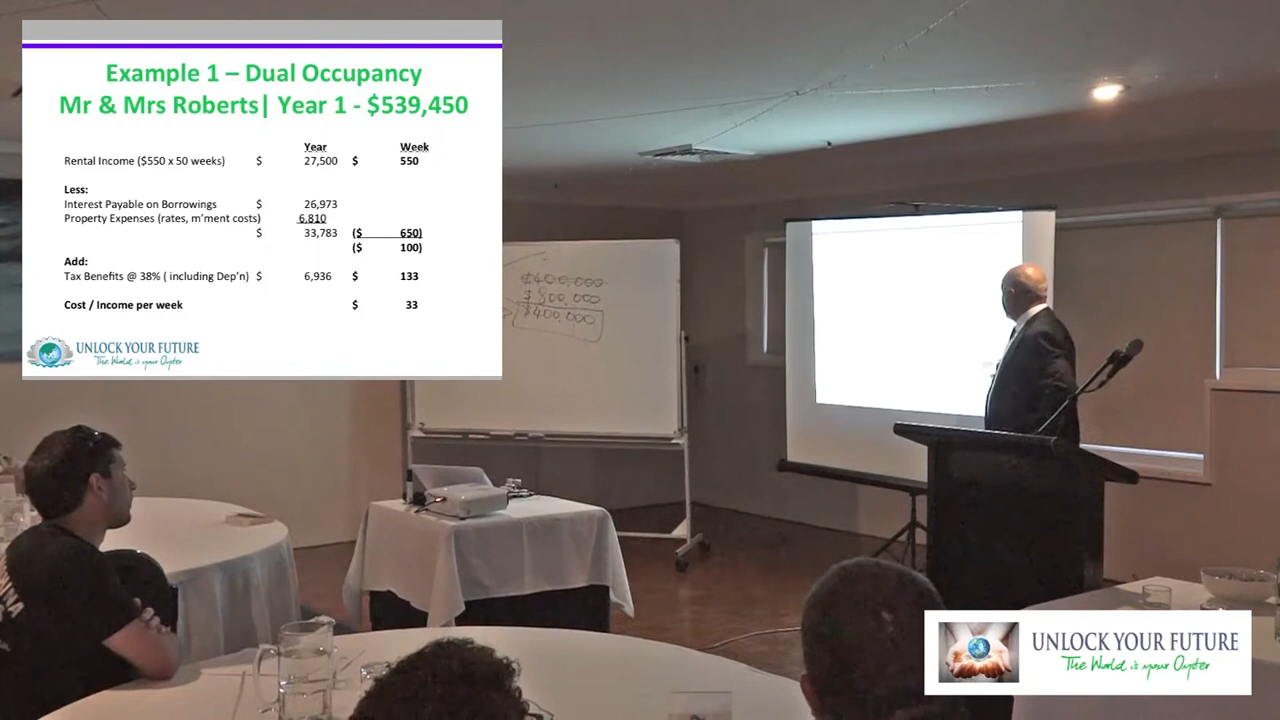 Example 1 – Dual Occupancy
Mr & Mrs Roberts| Year 1 - $539,450
Year Week
Rental Income ($550 x 50 weeks) $ 27,500 $ 550
Less:
Interest Payable on Borrowings $ 26,973
Property Expenses (rates, m'ment costs) 6,810
$ 33,783 ($ 650)
($ 100)
Add:
Tax Benefits @ 38% ( including Dep'n) $ 6,936 $ 133
Cost / Income per week $ 33
UNLOCK YOUR FUTURE
The World is your Oyster
$400,000
$800,000
$400,000
UNLOCK YOUR FUTURE
The World is your Oyster